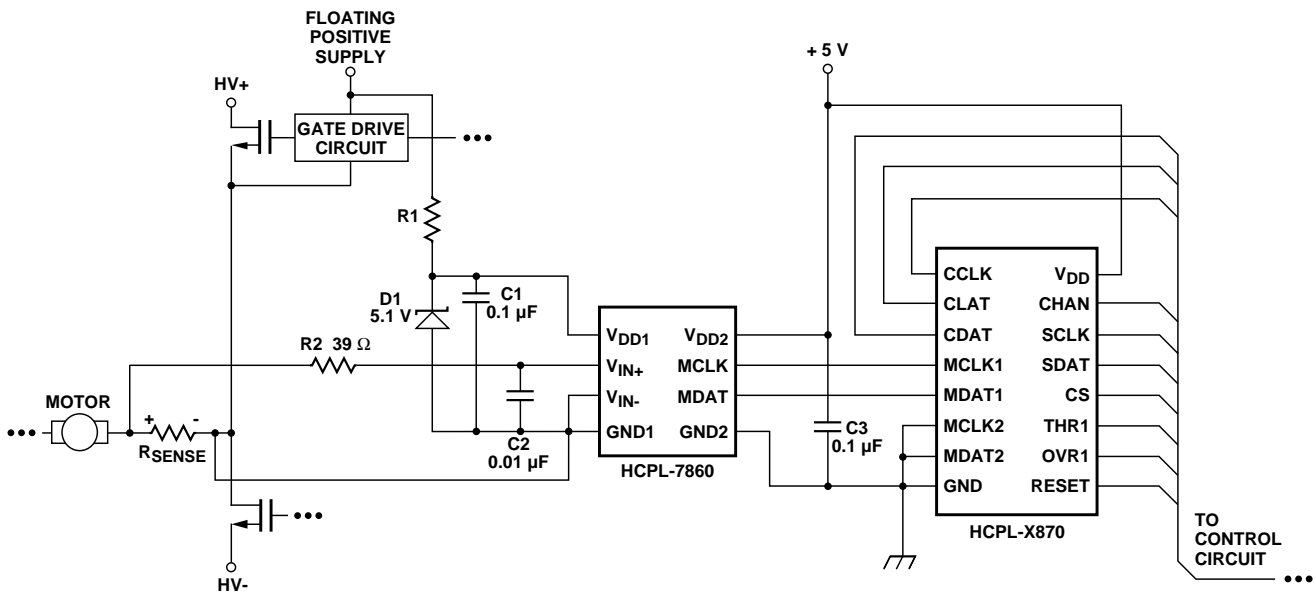 FLOATING
POSITIVE
SUPPLY
+ 5 V
HV+
GATE DRIVE
CIRCUIT
•••
R1
C1
0.1 µF
D1
5.1 V
R2 39 Ω
MOTOR
•••
+ -
RSENSE
C2
0.01 µF
VDD1
VIN+
VIN-
GND1
VDD2
MCLK
MDAT
GND2
HCPL-7860
C3
0.1 µF
CCLK
CLAT
CDAT
MCLK1
MDAT1
MCLK2
MDAT2
GND
VDD
CHAN
SCLK
SDAT
CS
THR1
OVR1
RESET
HCPL-X870
•••
HV-
TO
CONTROL
CIRCUIT
•••